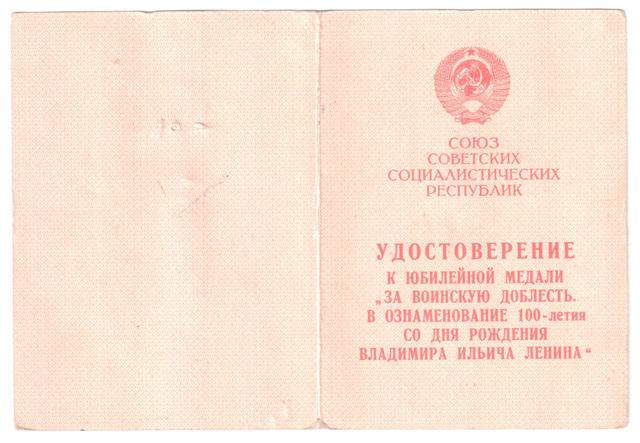 СОЮЗ
СОВЕТСКИХ
СОЦИАЛИСТИЧЕСКИХ
РЕСПУБЛИК
УДОСТОВЕРЕНИЕ
К ЮБИЛЕЙНОЙ МЕДАЛИ
„ЗА ВОИНСКУЮ ДОБЛЕСТЬ.
В ОЗНАМЕНОВАНИЕ 100-летия
СО ДНЯ РОЖДЕНИЯ
ВЛАДИМИРА ИЛЬИЧА ЛЕНИНА“